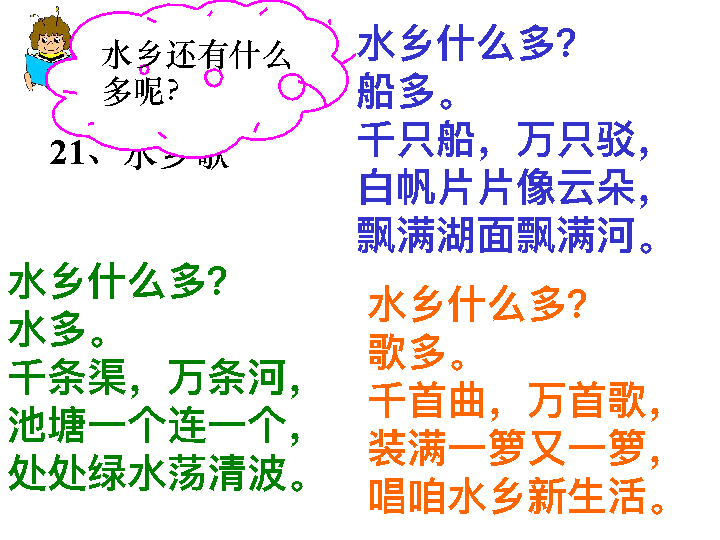 水乡还有什么
多呢?
21、水乡歌
水乡什么多?
水多。
千条渠，万条河，
池塘一个连一个，
处处绿水荡清波。
水乡什么多?
船多。
千只船，万只驳，
白帆片片像云朵，
飘满湖面飘满河。
水乡什么多?
歌多。
千首曲，万首歌，
装满一箩又一箩，
唱咱水乡新生活。